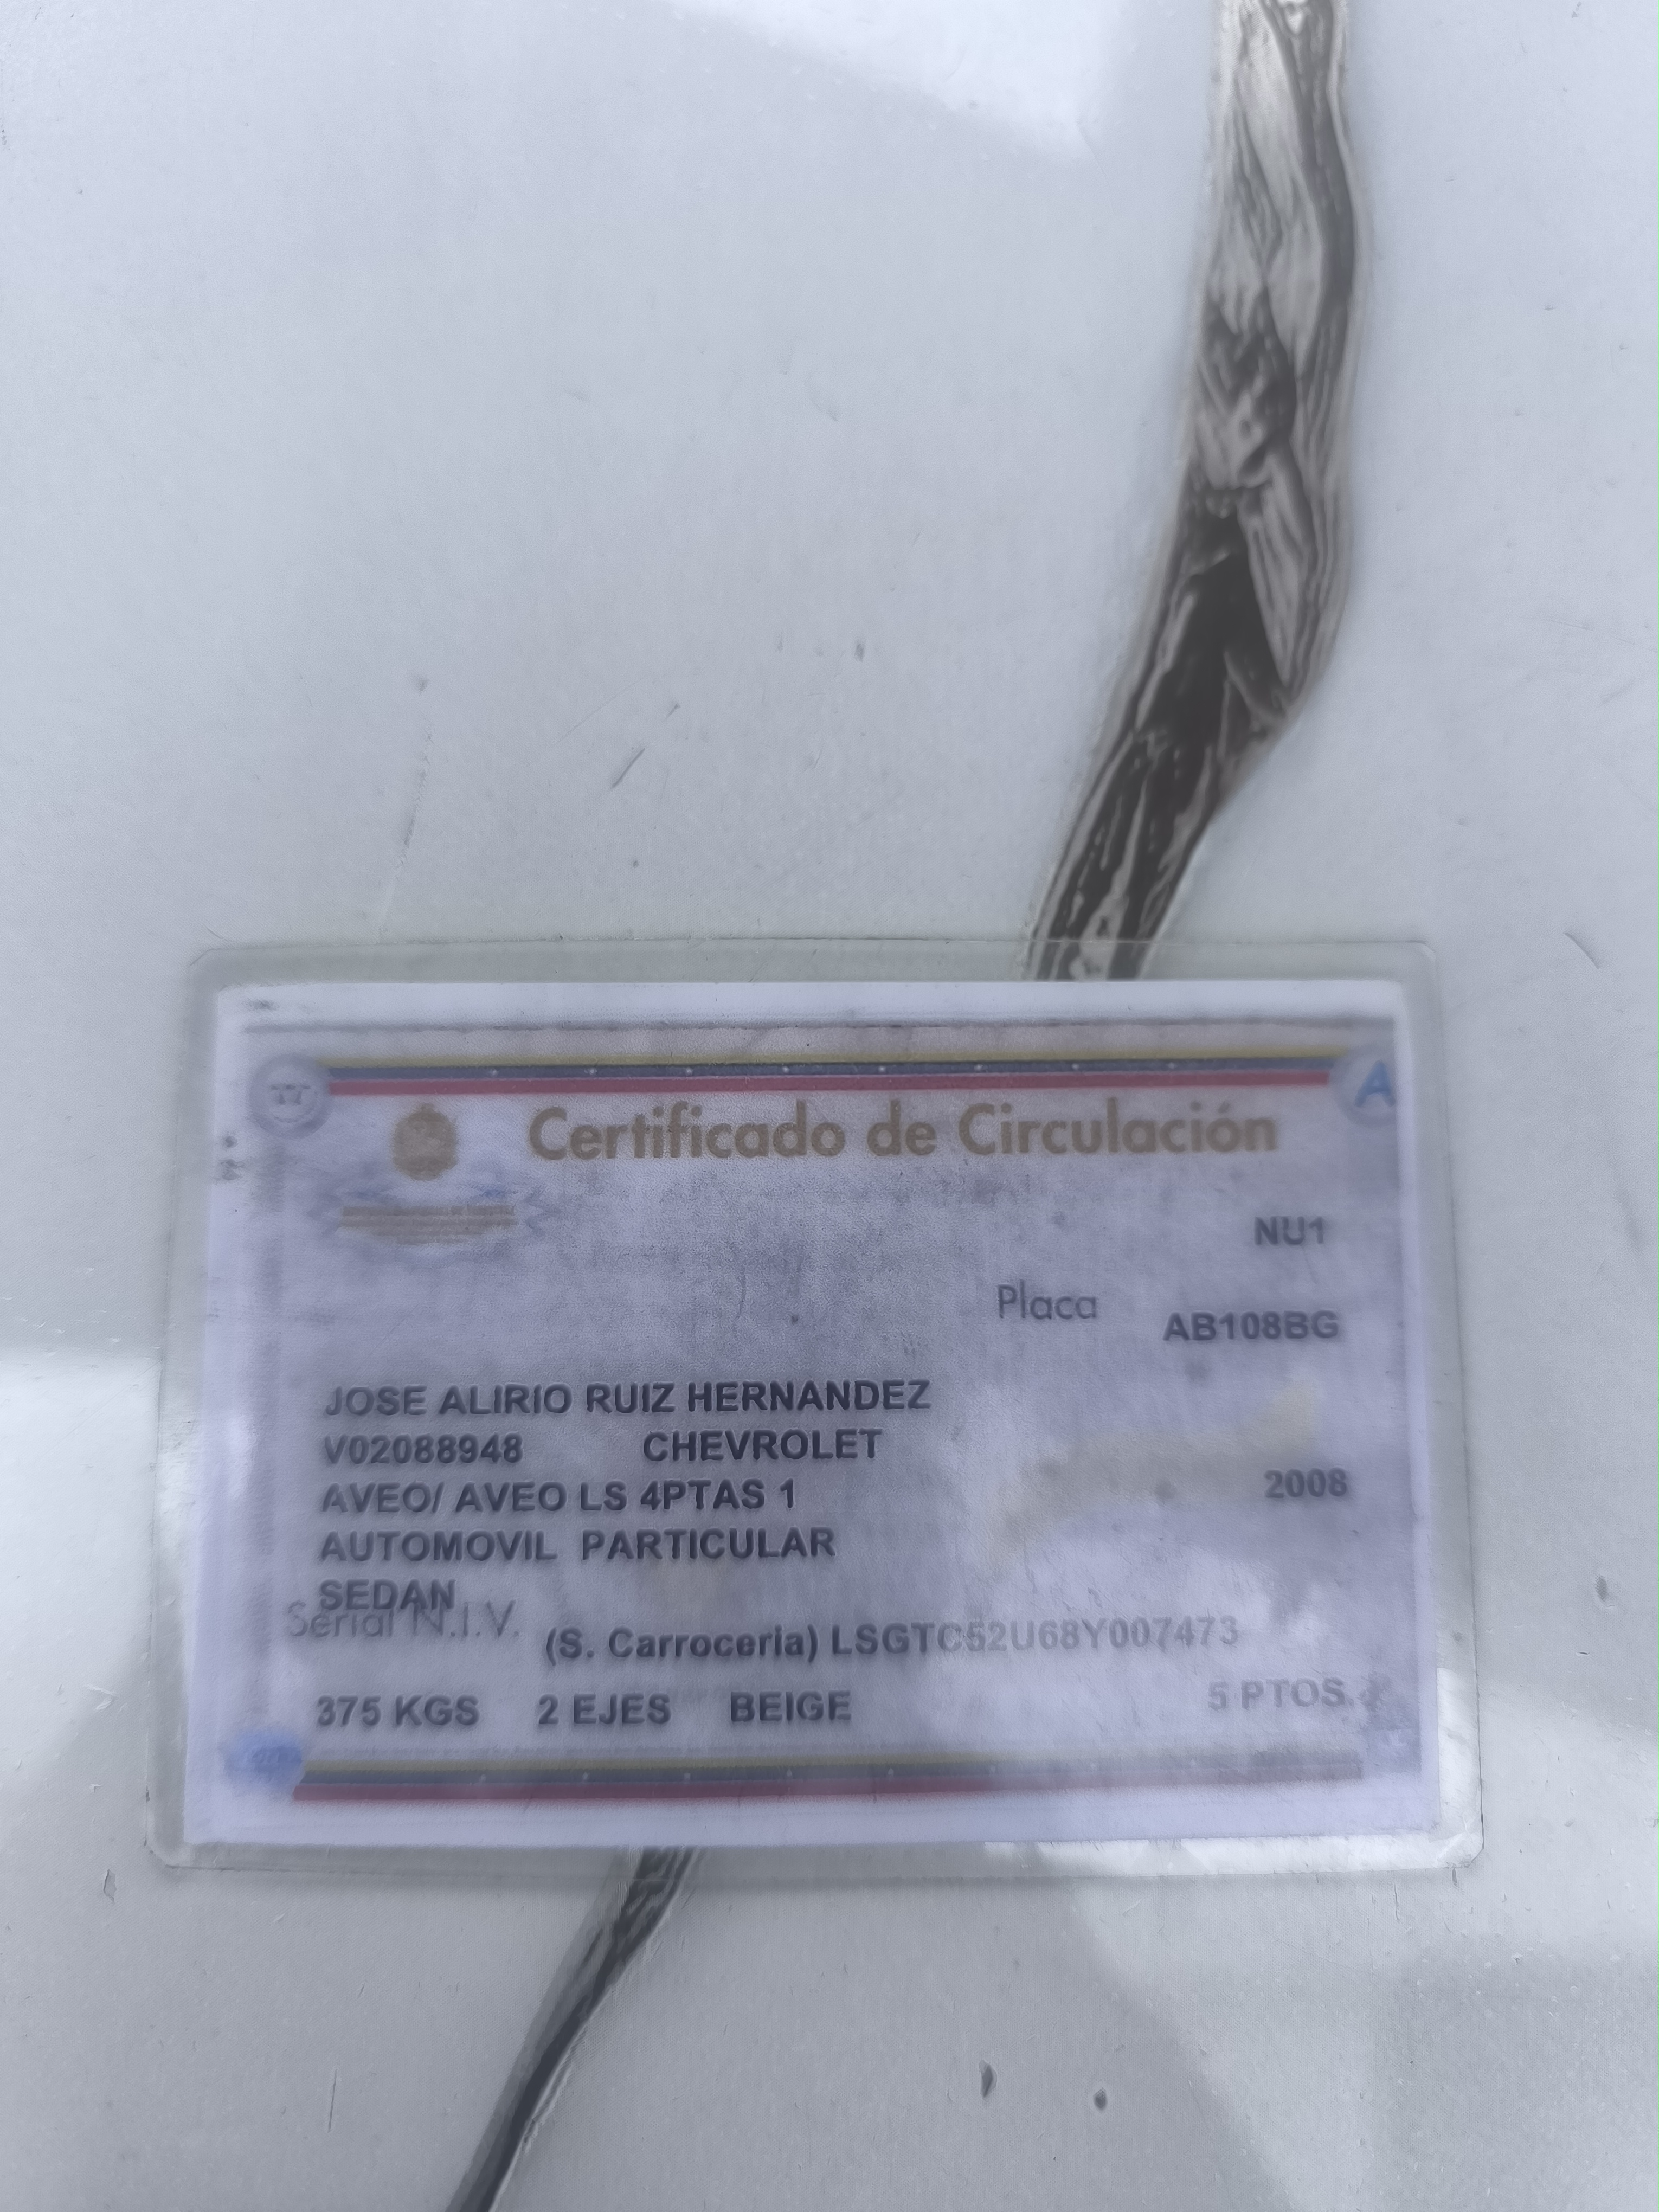 Certificado de Circulación
NU1
Placa AB108BG
JOSE ALIRIO RUIZ HERNANDEZ
V02088948 CHEVROLET
AVEO/ AVEO LS 4PTAS 1 2008
AUTOMOVIL PARTICULAR
SEDAN
Serial N.I.V. (S. Carroceria) LSGTC52U68Y007473
375 KGS 2 EJES BEIGE 5 PTOS.